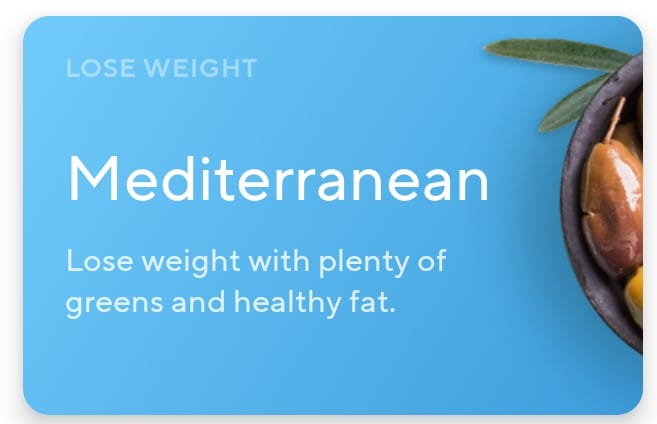 LOSE WEIGHT
Mediterranean
Lose weight with plenty of
greens and healthy fat.